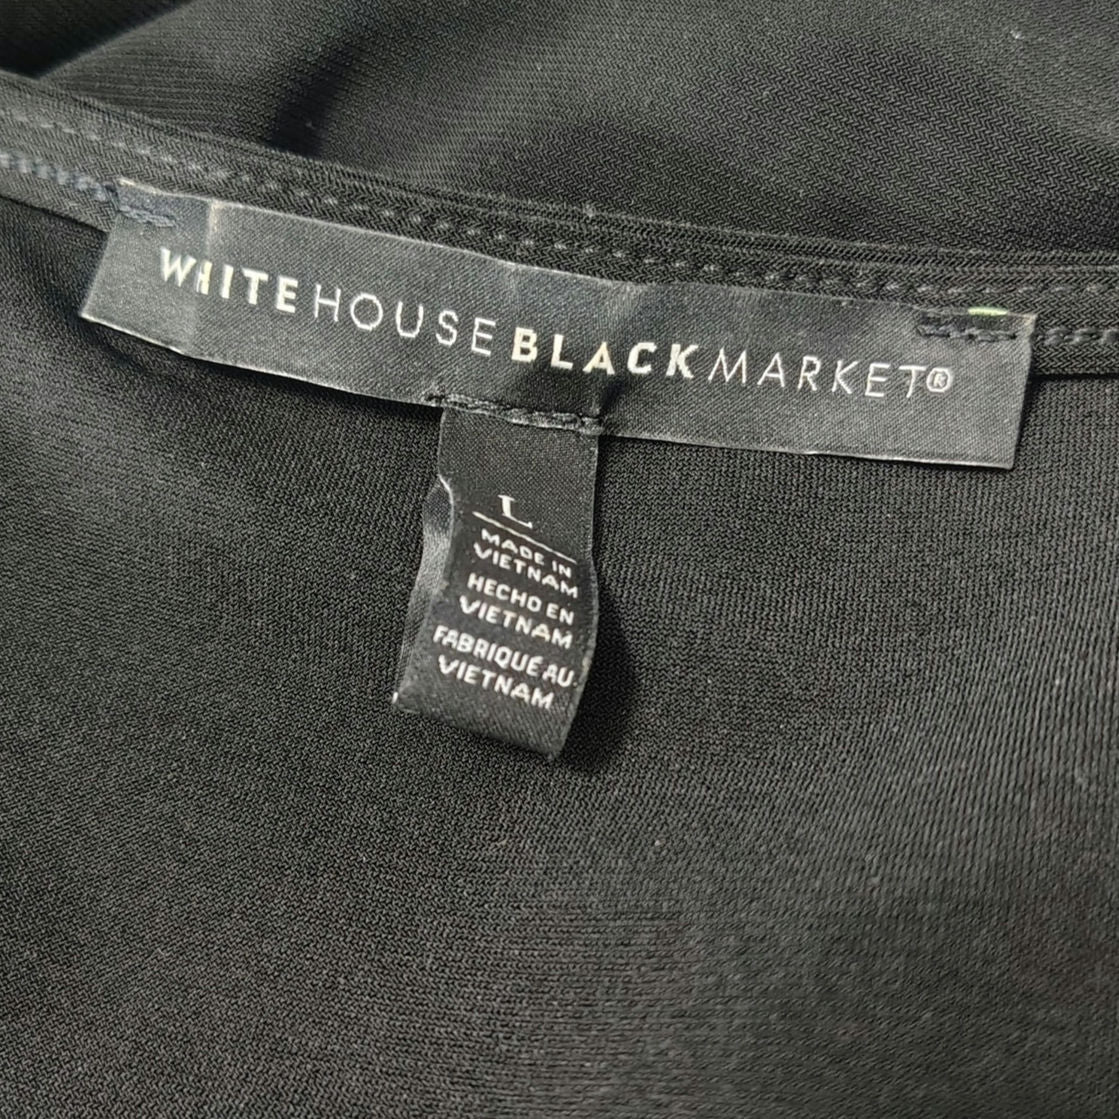 WHITEHOUSEBLACKMARKET®
L
MADE IN
VIETNAM
HECHO EN
VIETNAM
FABRIQUÉ AU
VIETNAM